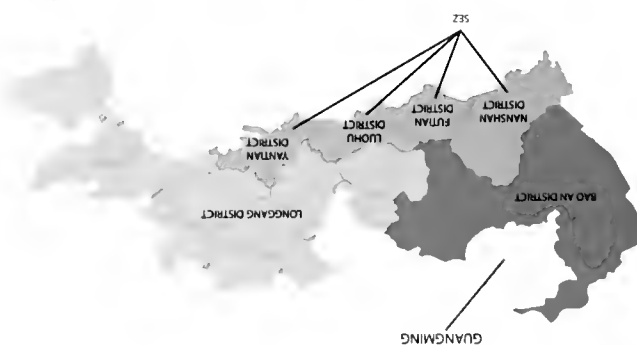 GUANGMING
LONGGANG DISTRICT
BAO AN DISTRICT
YANTIAN
DISTRICT
LUOHU
DISTRICT
FUTIAN
DISTRICT
NANSHAN
DISTRICT
SEZ